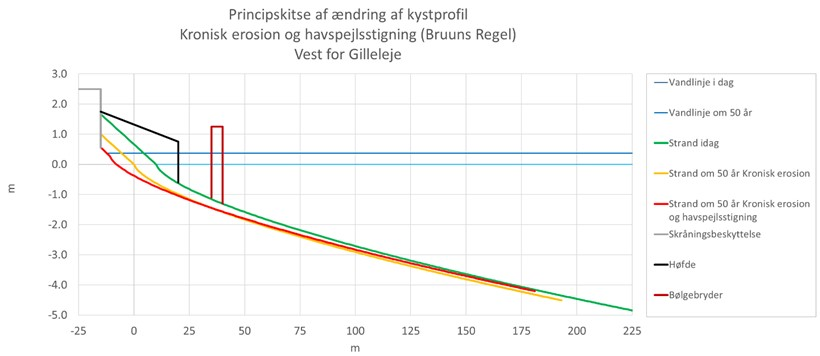 Principskitse af ændring af kystprofil
Kronisk erosion og havspejlsstigning (Bruuns Regel)
Vest for Gilleleje
3.0
2.0
1.0
0.0
-1.0
-2.0
-3.0
-4.0
-5.0
m
-25
0
25
50
75
100
125
150
175
200
225
m
Vandlinje i dag
Vandlinje om 50 år
Strand idag
Strand om 50 år Kronisk erosion
Strand om 50 år Kronisk erosion
og havspejlsstigning
Skråningsbeskyttelse
Høfde
Bølgebryder